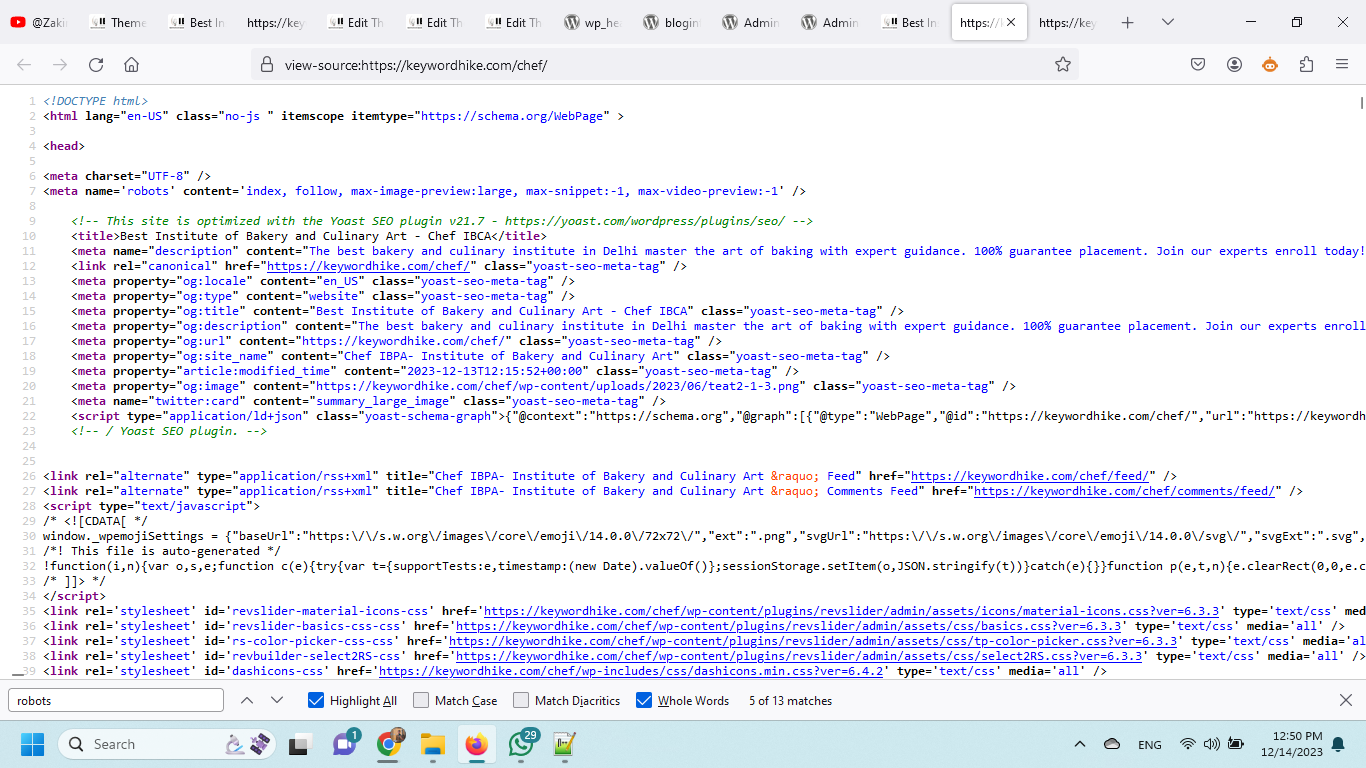 @Zaki
Theme
Best In
https://key
Edit Th
Edit Th
Edit Th
wp_hea
blogin
Admin
Admin
Best In
https://
https://key
view-source:https://keywordhike.com/chef/
1 <!DOCTYPE html>
2 <html lang="en-US" class="no-js " itemscope itemtype="https://schema.org/WebPage" >
3
4 <head>
5
6 <meta charset="UTF-8" />
7 <meta name='robots' content='index, follow, max-image-preview:large, max-snippet:-1, max-video-preview:-1' />
8
9 <!-- This site is optimized with the Yoast SEO plugin v21.7 - https://yoast.com/wordpress/plugins/seo/ -->
10 <title>Best Institute of Bakery and Culinary Art - Chef IBCA</title>
11 <meta name="description" content="The best bakery and culinary institute in Delhi master the art of baking with expert guidance. 100% guarantee placement. Join our experts enroll today!
12 <link rel="canonical" href="https://keywordhike.com/chef/" class="yoast-seo-meta-tag" />
13 <meta property="og:locale" content="en_US" class="yoast-seo-meta-tag" />
14 <meta property="og:type" content="website" class="yoast-seo-meta-tag" />
15 <meta property="og:title" content="Best Institute of Bakery and Culinary Art - Chef IBCA" class="yoast-seo-meta-tag" />
16 <meta property="og:description" content="The best bakery and culinary institute in Delhi master the art of baking with expert guidance. 100% guarantee placement. Join our experts enroll
17 <meta property="og:url" content="https://keywordhike.com/chef/" class="yoast-seo-meta-tag" />
18 <meta property="og:site_name" content="Chef IBPA- Institute of Bakery and Culinary Art" class="yoast-seo-meta-tag" />
19 <meta property="article:modified_time" content="2023-12-13T12:15:52+00:00" class="yoast-seo-meta-tag" />
20 <meta property="og:image" content="https://keywordhike.com/chef/wp-content/uploads/2023/06/teat2-1-3.png" class="yoast-seo-meta-tag" />
21 <meta name="twitter:card" content="summary_large_image" class="yoast-seo-meta-tag" />
22 <script type="application/ld+json" class="yoast-schema-graph">{"@context":"https://schema.org","@graph":[{"@type":"WebPage","@id":"https://keywordhike.com/chef/","url":"https://keywordh
23 <!-- / Yoast SEO plugin. -->
24
25
26 <link rel="alternate" type="application/rss+xml" title="Chef IBPA- Institute of Bakery and Culinary Art &raquo; Feed" href="https://keywordhike.com/chef/feed/" />
27 <link rel="alternate" type="application/rss+xml" title="Chef IBPA- Institute of Bakery and Culinary Art &raquo; Comments Feed" href="https://keywordhike.com/chef/comments/feed/" />
28 <script type="text/javascript">
29 /* <![CDATA[ */
30 window._wpemojiSettings = {"baseUrl":"https:\/\/s.w.org\/images\/core\/emoji\/14.0.0\/72x72\/","ext":".png","svgUrl":"https:\/\/s.w.org\/images\/core\/emoji\/14.0.0\/svg\/","svgExt":".svg",
31 /*! This file is auto-generated */
32 !function(i,n){var o,s,e;function c(e){try{var t={supportTests:e,timestamp:(new Date).valueOf()};sessionStorage.setItem(o,JSON.stringify(t))}catch(e){}}function p(e,t,n){e.clearRect(0,0,e.c
33 /* ]]> */
34 </script>
35 <link rel='stylesheet' id='revslider-material-icons-css' href='https://keywordhike.com/chef/wp-content/plugins/revslider/admin/assets/icons/material-icons.css?ver=6.3.3' type='text/css' med
36 <link rel='stylesheet' id='revslider-basics-css-css' href='https://keywordhike.com/chef/wp-content/plugins/revslider/admin/assets/css/basics.css?ver=6.3.3' type='text/css' media='all' />
37 <link rel='stylesheet' id='rs-color-picker-css-css' href='https://keywordhike.com/chef/wp-content/plugins/revslider/admin/assets/css/tp-color-picker.css?ver=6.3.3' type='text/css' media='al
38 <link rel='stylesheet' id='revbuilder-select2RS-css' href='https://keywordhike.com/chef/wp-content/plugins/revslider/admin/assets/css/select2RS.css?ver=6.3.3' type='text/css' media='all' />
39 <link rel='stylesheet' id='dashicons-css' href='https://keywordhike.com/chef/wp-includes/css/dashicons.min.css?ver=6.4.2' type='text/css' media='all' />
robots
Highlight All
Match Case
Match Diacritics
Whole Words
5 of 13 matches
Search
1
29
ENG
12:50 PM
12/14/2023